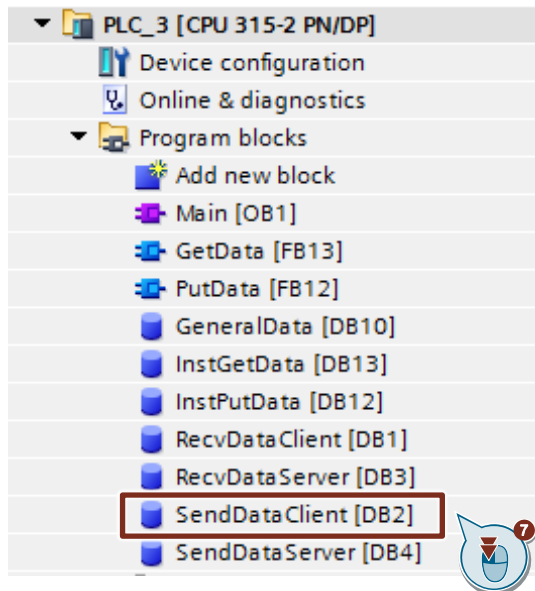 PLC_3 [CPU 315-2 PN/DP]
Device configuration
Online & diagnostics
Program blocks
Add new block
Main [OB1]
GetData [FB13]
PutData [FB12]
GeneralData [DB10]
InstGetData [DB13]
InstPutData [DB12]
RecvDataClient [DB1]
RecvDataServer [DB3]
SendDataClient [DB2]
7
SendDataServer [DB4]